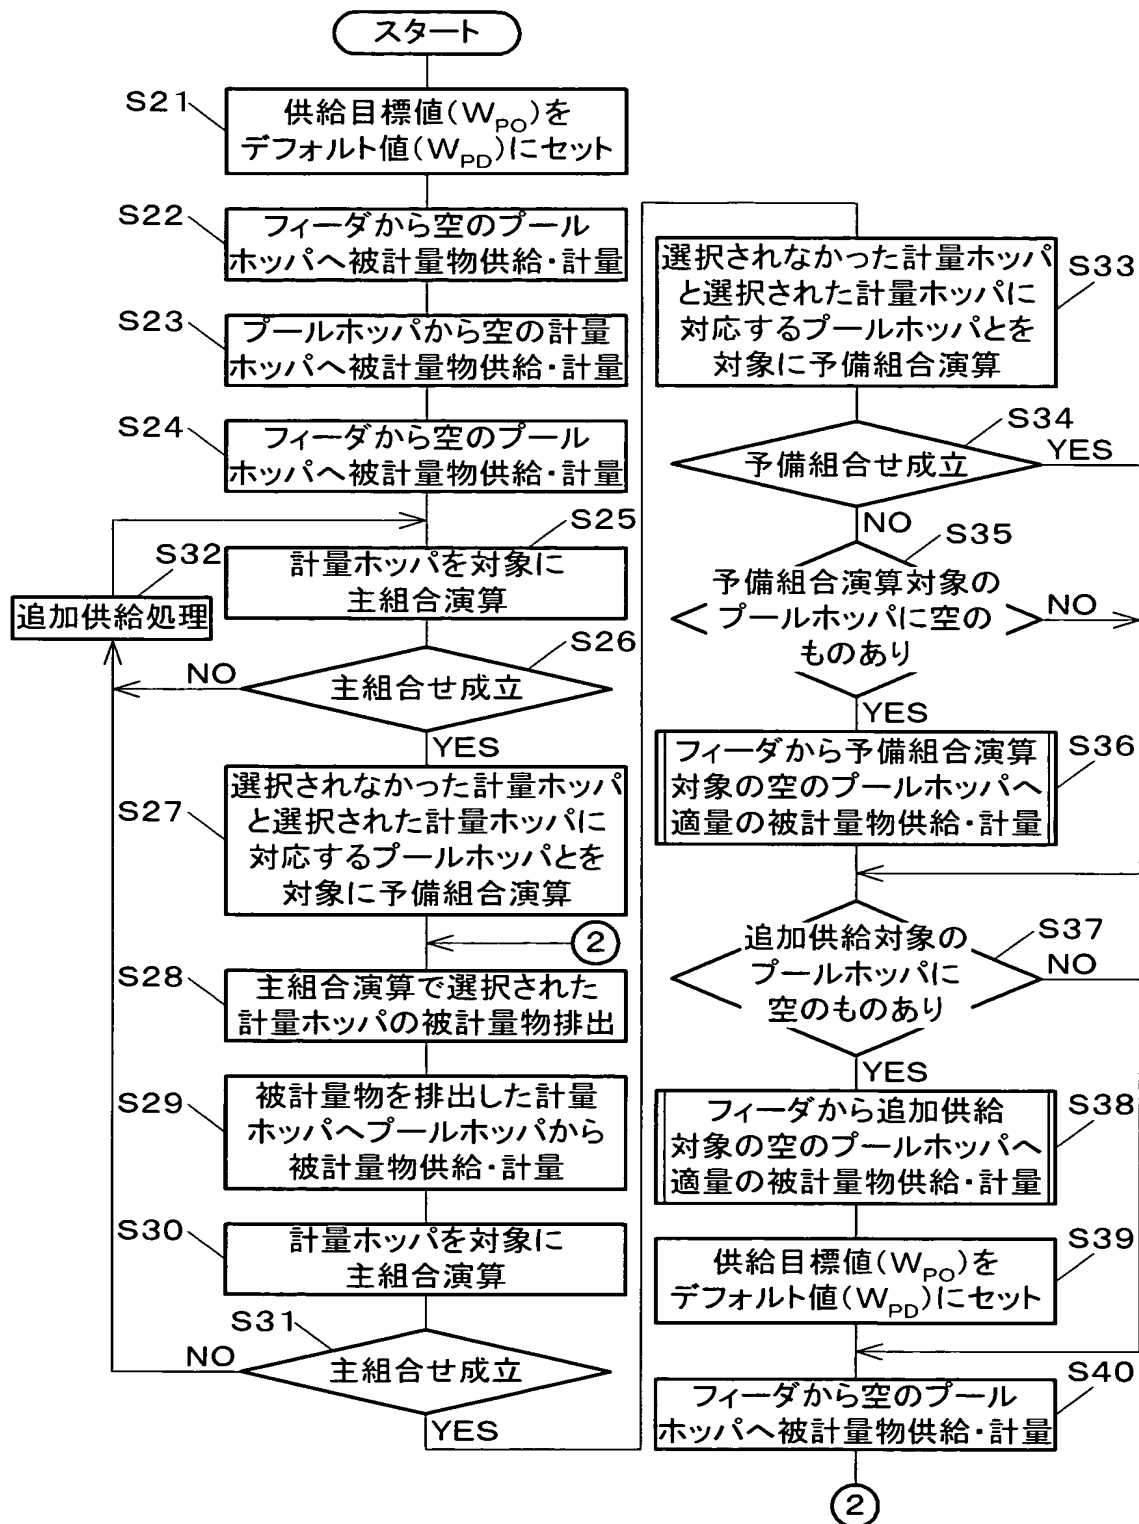 スタート
S21
供給目標値(WPO)を
デフォルト値(WPD)にセット
S22
フィーダから空のプール
ホッパへ被計量物供給・計量
S23
プールホッパから空の計量
ホッパへ被計量物供給・計量
S24
フィーダから空のプール
ホッパへ被計量物供給・計量
S25
計量ホッパを対象に
主組合演算
S32
追加供給処理
S26
主組合せ成立
NO
YES
S27
選択されなかった計量ホッパ
と選択された計量ホッパに
対応するプールホッパとを
対象に予備組合演算
2
S28
主組合演算で選択された
計量ホッパの被計量物排出
S29
被計量物を排出した計量
ホッパへプールホッパから
被計量物供給・計量
S30
計量ホッパを対象に
主組合演算
S31
主組合せ成立
NO
YES
S33
選択されなかった計量ホッパ
と選択された計量ホッパに
対応するプールホッパとを
対象に予備組合演算
S34
予備組合せ成立
YES
NO
S35
予備組合演算対象の
プールホッパに空の
ものあり
NO
YES
S36
フィーダから予備組合演算
対象の空のプールホッパへ
適量の被計量物供給・計量
S37
追加供給対象の
プールホッパに
空のものあり
NO
YES
S38
フィーダから追加供給
対象の空のプールホッパへ
適量の被計量物供給・計量
S39
供給目標値(WPO)を
デフォルト値(WPD)にセット
S40
フィーダから空のプール
ホッパへ被計量物供給・計量
2